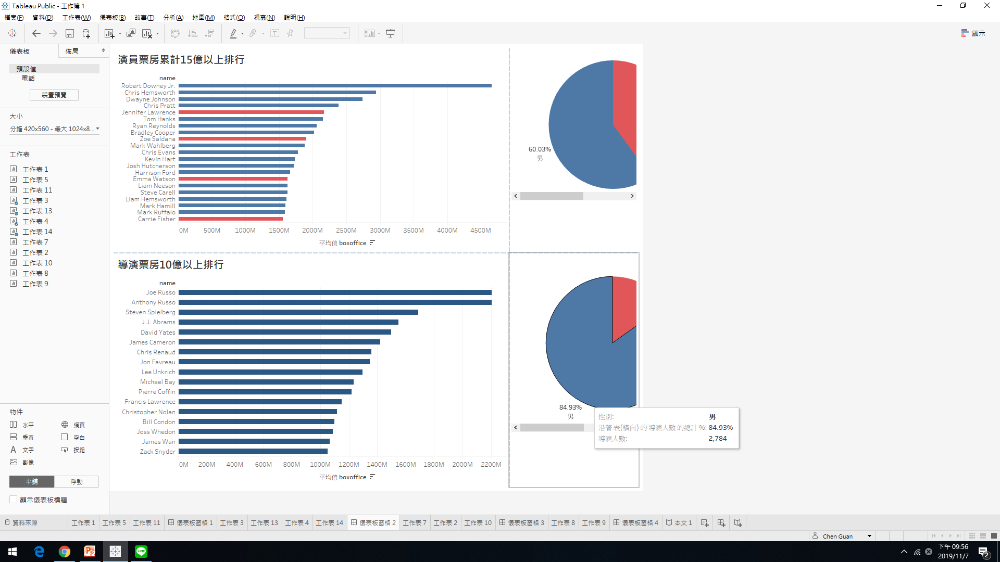 Tableau Public - 工作簿 1
檔案(F) 資料(D) 工作表(W) 儀表板(B) 故事(T) 分析(A) 地圖(M) 格式(O) 視窗(N) 說明(H)
顯示
儀表板 佈局
預設值
電話
裝置預覽
大小
分鐘 420x560 - 最大 1024x8...
工作表
工作表 1
工作表 5
工作表 11
工作表 3
工作表 13
工作表 4
工作表 14
工作表 7
工作表 2
工作表 10
工作表 8
工作表 9
物件
水平 網頁
垂直 空白
A 文字 按鈕
影像
平鋪 浮動
顯示儀表板標題
演員票房累計15億以上排行
name
Robert Downey Jr.
Chris Hemsworth
Dwayne Johnson
Chris Pratt
Jennifer Lawrence
Tom Hanks
Ryan Reynolds
Bradley Cooper
Zoe Saldana
Mark Wahlberg
Chris Evans
Kevin Hart
Josh Hutcherson
Harrison Ford
Emma Watson
Liam Neeson
Steve Carell
Liam Hemsworth
Mark Hamill
Mark Ruffalo
Carrie Fisher
0M 500M 1000M 1500M 2000M 2500M 3000M 3500M 4000M 4500M
平均值 boxoffice
60.03%
男
導演票房10億以上排行
name
Joe Russo
Anthony Russo
Steven Spielberg
J.J. Abrams
David Yates
James Cameron
Chris Renaud
Jon Favreau
Lee Unkrich
Michael Bay
Pierre Coffin
Francis Lawrence
Christopher Nolan
Bill Condon
Joss Whedon
James Wan
Zack Snyder
0M 200M 400M 600M 800M 1000M 1200M 1400M 1600M 1800M 2000M 2200M
平均值 boxoffice
84.93%
男
性別: 男
沿著 表(橫向) 的 導演人數 的總計 %: 84.93%
導演人數: 2,784
資料來源 工作表 1 工作表 5 工作表 11 儀表板窗格 1 工作表 3 工作表 13 工作表 4 工作表 14 儀表板窗格 2 工作表 7 工作表 2 工作表 10 儀表板窗格 3 工作表 8 工作表 9 儀表板窗格 4 本文 1
Chen Guan
LINE
下午 09:56
2019/11/7
2